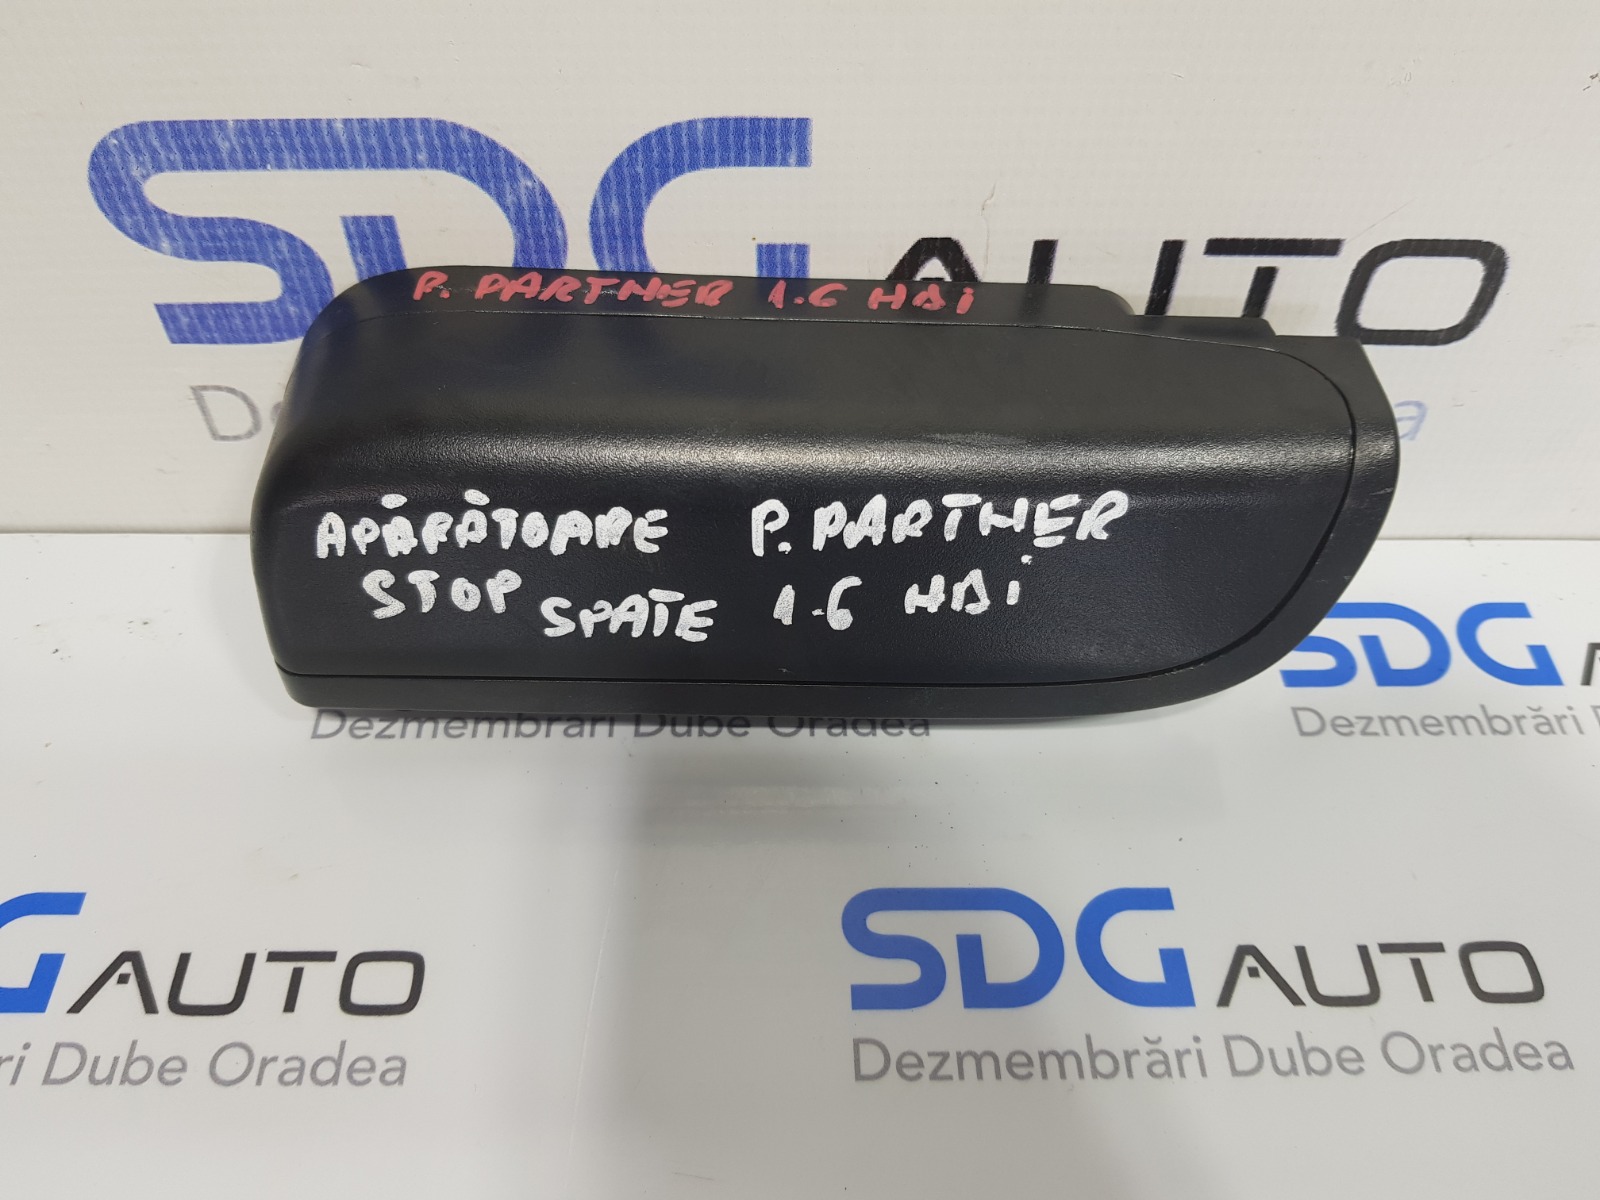 SDG AUTO
P. PARTNER 1.6 HDi
APĂRĂTOARE P. PARTNER
STOP SPATE 1.6 HDi
Dezmembrări Dube Oradea
SDG
Dezmembrări
AUTO
Dube Oradea
SDG AUTO
Dezmembrări Dube Oradea